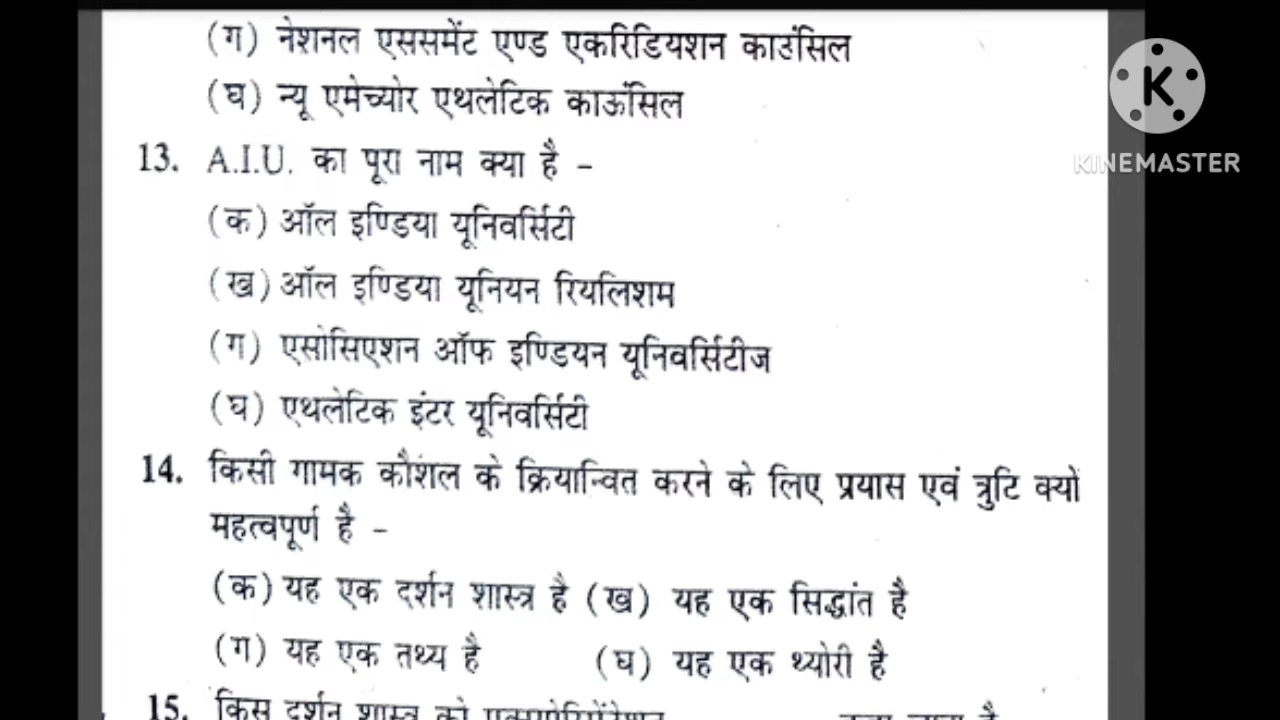 (ग) नेशनल एससमेंट एण्ड एकरिडियशन काउंसिल
(घ) न्यू एमेच्योर एथलेटिक काऊंसिल
K
KINEMASTER
13. A.I.U. का पूरा नाम क्या है -
(क) ऑल इण्डिया यूनिवर्सिटी
(ख) ऑल इण्डिया यूनियन रियलिशम
(ग) एसोसिएशन ऑफ इण्डियन यूनिवर्सिटीज
(घ) एथलेटिक इंटर यूनिवर्सिटी
14. किसी गामक कौशल के क्रियान्वित करने के लिए प्रयास एवं त्रुटि क्यों
महत्वपूर्ण है -
(क) यह एक दर्शन शास्त्र है (ख) यह एक सिद्धांत है
(ग) यह एक तथ्य है (घ) यह एक थ्योरी है
15. किस दर्शन शास्त्र को